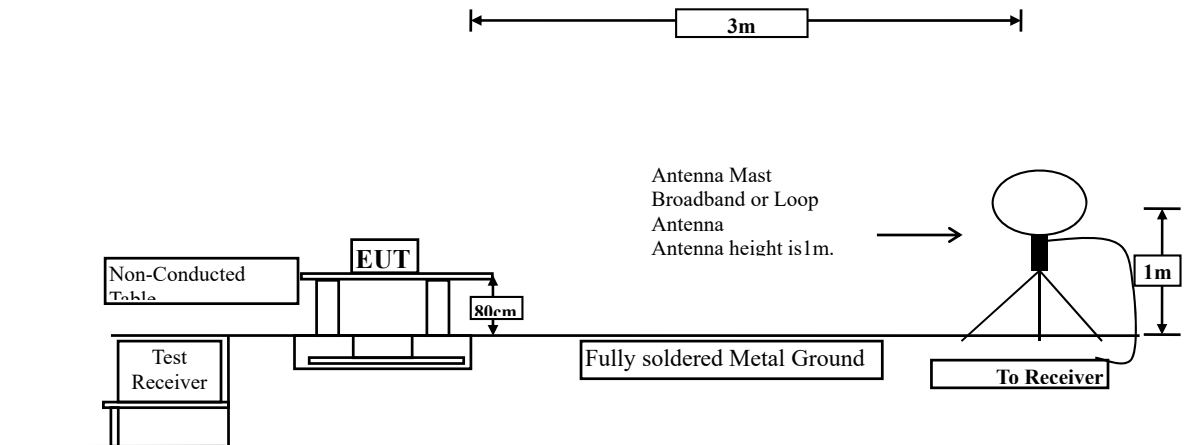 3m
Antenna Mast
Broadband or Loop
Antenna
Antenna height is1m.
EUT
Non-Conducted
Table
80cm
1m
Test
Receiver
Fully soldered Metal Ground
To Receiver